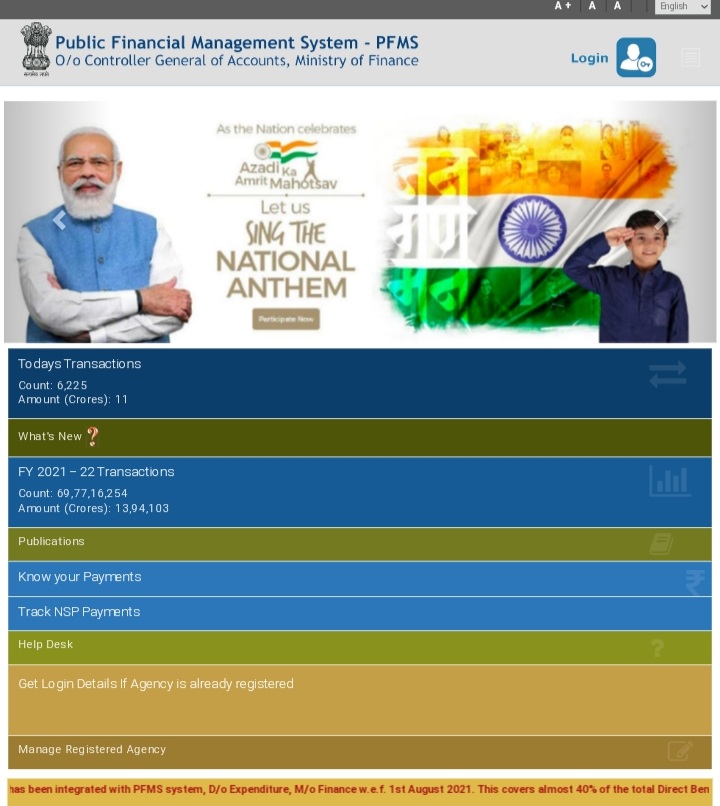 A +
A
A
English
Public Financial Management System - PFMS
O/o Controller General of Accounts, Ministry of Finance
Login
As the Nation celebrates
Azadi Ka
Amrit Mahotsav
Let us
SING THE
NATIONAL
ANTHEM
Participate Now
जन
गण
Todays Transactions
Count: 6,225
Amount (Crores): 11
What's New ?
FY 2021 – 22 Transactions
Count: 69,77,16,254
Amount (Crores): 13,94,103
Publications
Know your Payments
₹
Track NSP Payments
Help Desk
?
Get Login Details If Agency is already registered
Manage Registered Agency
has been integrated with PFMS system, D/o Expenditure, M/o Finance w.e.f. 1st August 2021. This covers almost 40% of the total Direct Ben